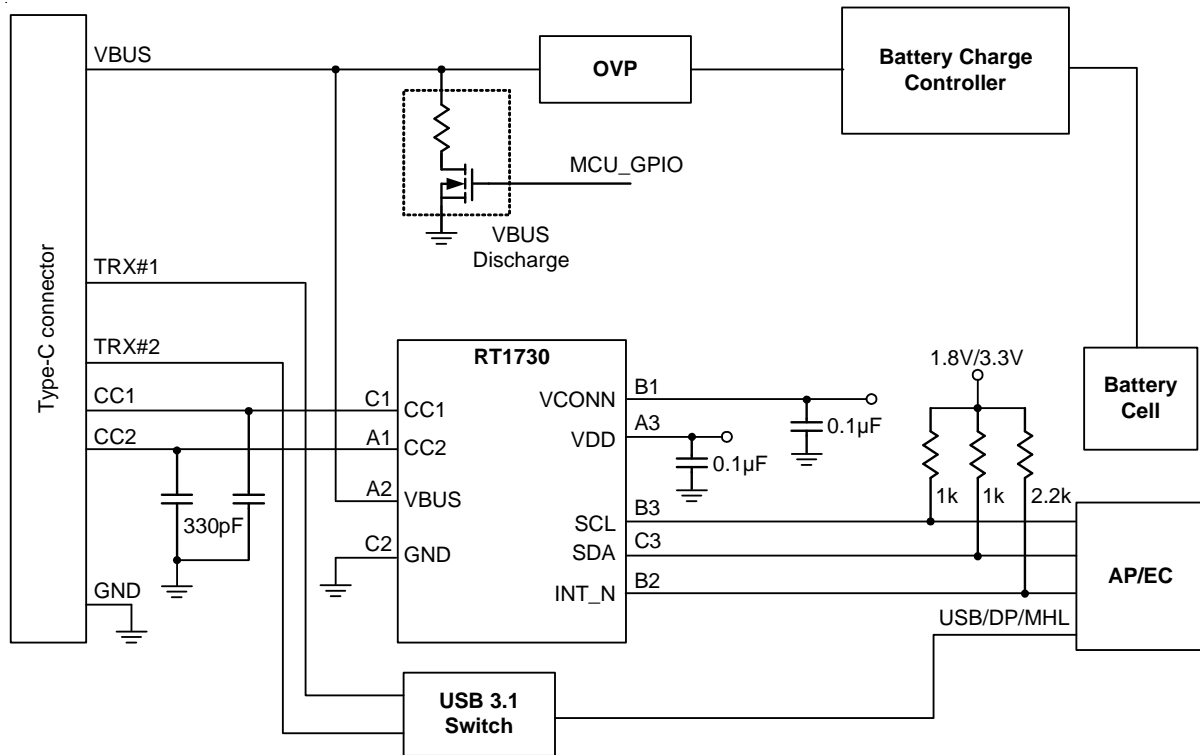 VBUS
OVP
Battery Charge
Controller
MCU_GPIO
VBUS
Discharge
Type-C connector
TRX#1
TRX#2
CC1
CC2
GND
330pF
RT1730
C1
CC1
A1
CC2
A2
VBUS
C2
GND
VCONN
B1
VDD
A3
SCL
B3
SDA
C3
INT_N
B2
0.1µF
0.1µF
1.8V/3.3V
1k
1k
2.2k
Battery
Cell
AP/EC
USB/DP/MHL
USB 3.1
Switch